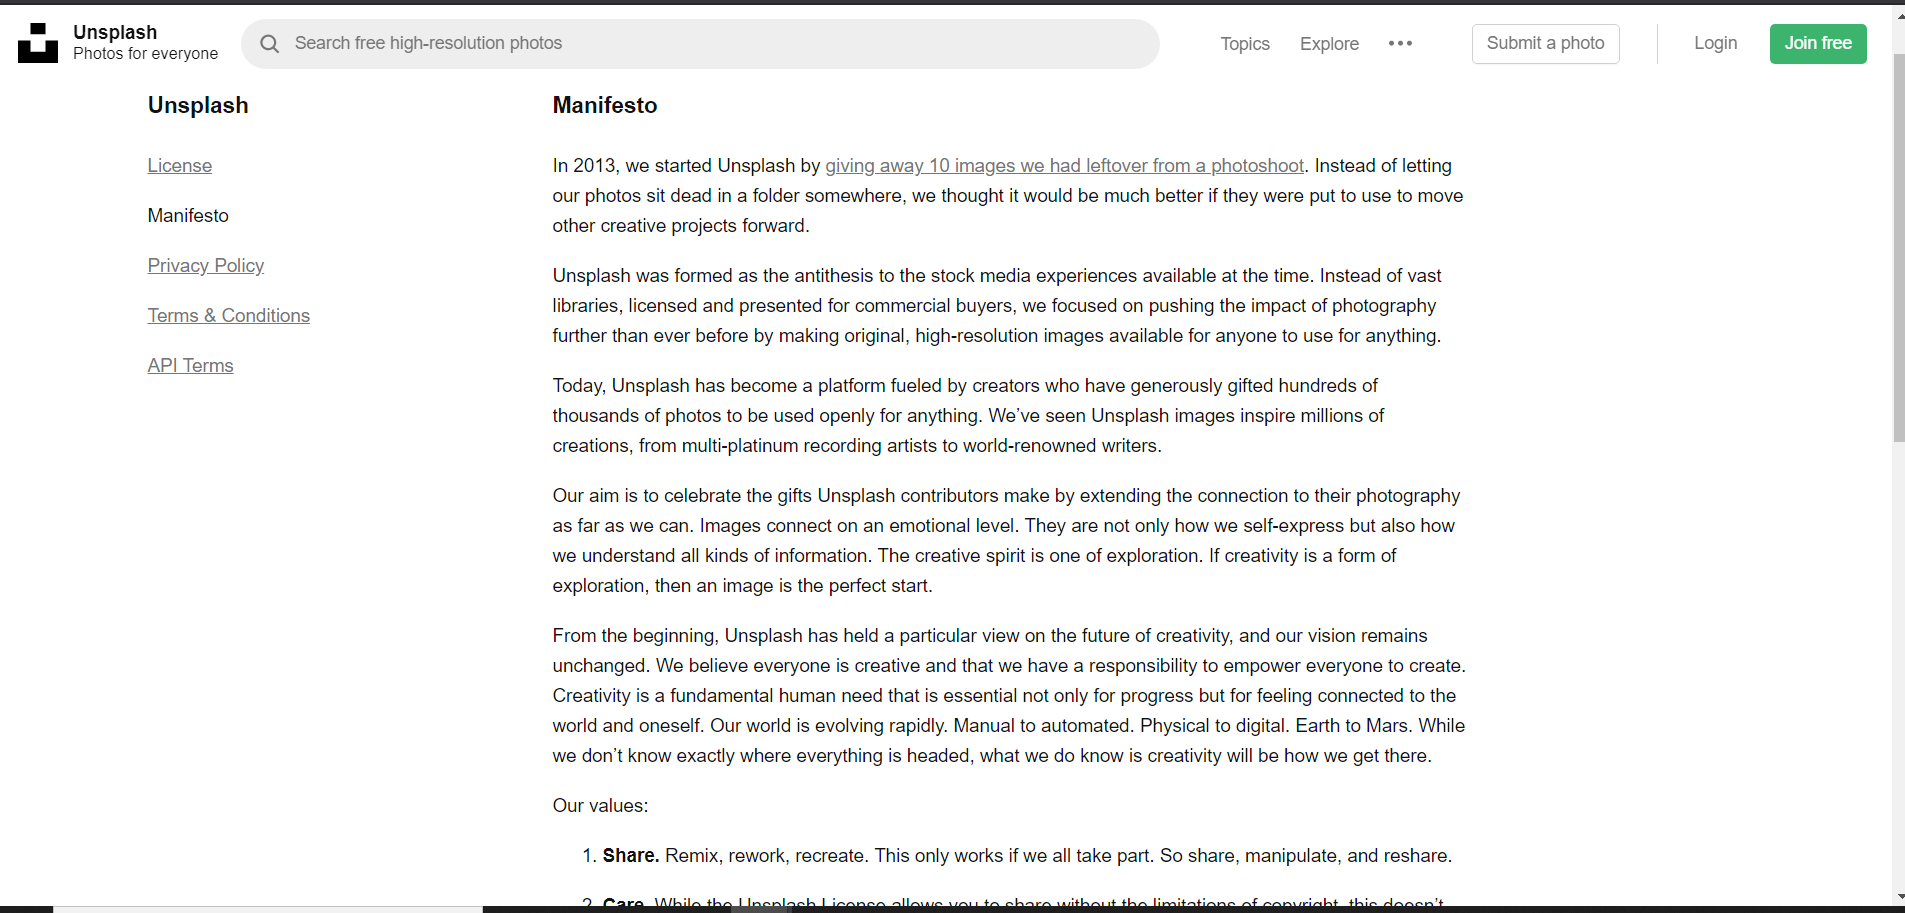 Unsplash
Photos for everyone
Search free high-resolution photos
Topics
Explore
Submit a photo
Login
Join free
Unsplash
License
Manifesto
Privacy Policy
Terms & Conditions
API Terms
Manifesto
In 2013, we started Unsplash by giving away 10 images we had leftover from a photoshoot. Instead of letting
our photos sit dead in a folder somewhere, we thought it would be much better if they were put to use to move
other creative projects forward.
Unsplash was formed as the antithesis to the stock media experiences available at the time. Instead of vast
libraries, licensed and presented for commercial buyers, we focused on pushing the impact of photography
further than ever before by making original, high-resolution images available for anyone to use for anything.
Today, Unsplash has become a platform fueled by creators who have generously gifted hundreds of
thousands of photos to be used openly for anything. We’ve seen Unsplash images inspire millions of
creations, from multi-platinum recording artists to world-renowned writers.
Our aim is to celebrate the gifts Unsplash contributors make by extending the connection to their photography
as far as we can. Images connect on an emotional level. They are not only how we self-express but also how
we understand all kinds of information. The creative spirit is one of exploration. If creativity is a form of
exploration, then an image is the perfect start.
From the beginning, Unsplash has held a particular view on the future of creativity, and our vision remains
unchanged. We believe everyone is creative and that we have a responsibility to empower everyone to create.
Creativity is a fundamental human need that is essential not only for progress but for feeling connected to the
world and oneself. Our world is evolving rapidly. Manual to automated. Physical to digital. Earth to Mars. While
we don’t know exactly where everything is headed, what we do know is creativity will be how we get there.
Our values:
1. Share. Remix, rework, recreate. This only works if we all take part. So share, manipulate, and reshare.
2. Care. While the Unsplash License allows you to share without the limitations of copyright, this doesn’t